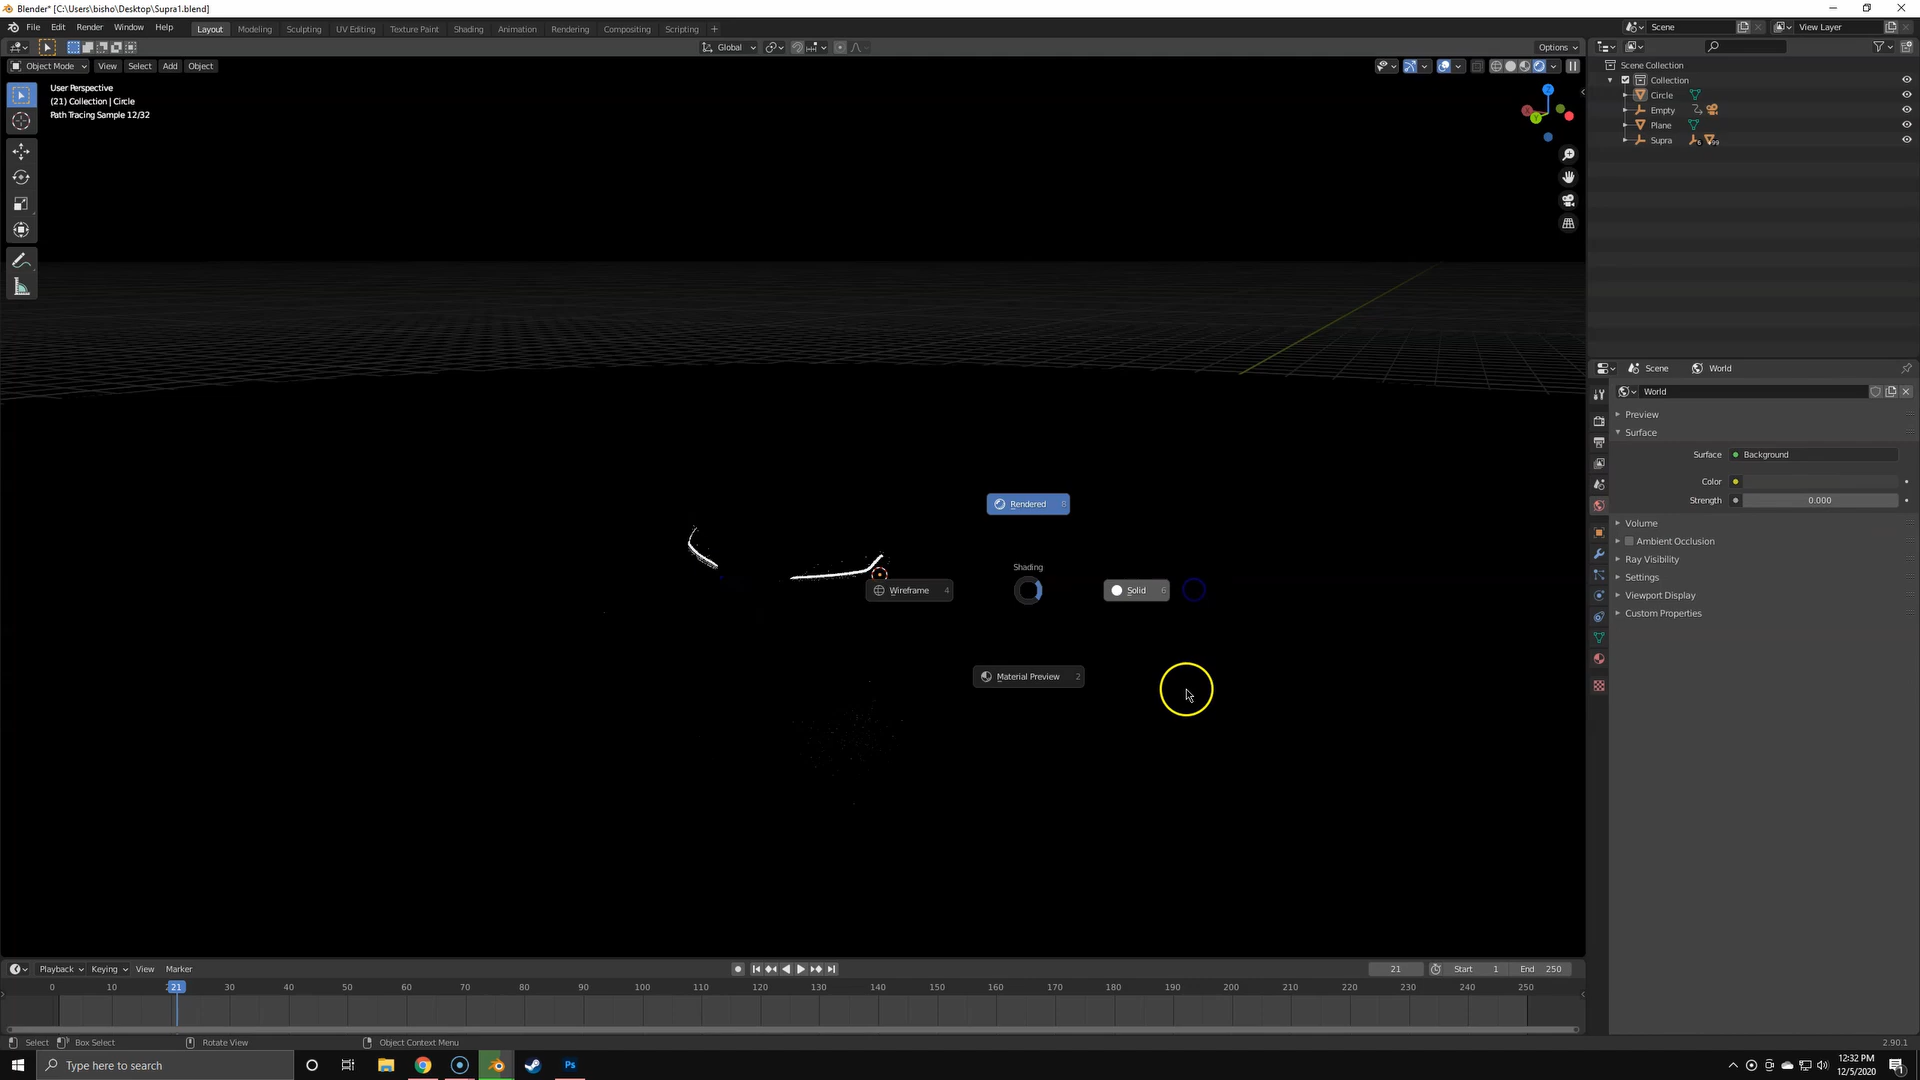 Blender* [C:\Users\bisho\Desktop\Supra1.blend]
File Edit Render Window Help
Layout Modeling Sculpting UV Editing Texture Paint Shading Animation Rendering Compositing Scripting +
Scene View Layer
Global Options
Object Mode View Select Add Object
User Perspective
(21) Collection | Circle
Path Tracing Sample 12/32
Z
Y
Scene Collection
Collection
Circle
Empty
Plane
Supra 6 99
Scene World
World
Preview
Surface
Surface Background
Color
Strength 0.000
Volume
Ambient Occlusion
Ray Visibility
Settings
Viewport Display
Custom Properties
Rendered 8
Shading
Wireframe 4
Solid 6
Material Preview 2
Playback Keying View Marker
21 Start 1 End 250
0 10 21 30 40 50 60 70 80 90 100 110 120 130 140 150 160 170 180 190 200 210 220 230 240 250
Select Box Select Rotate View Object Context Menu 2.90.1
Type here to search
Ps
12:32 PM
12/5/2020